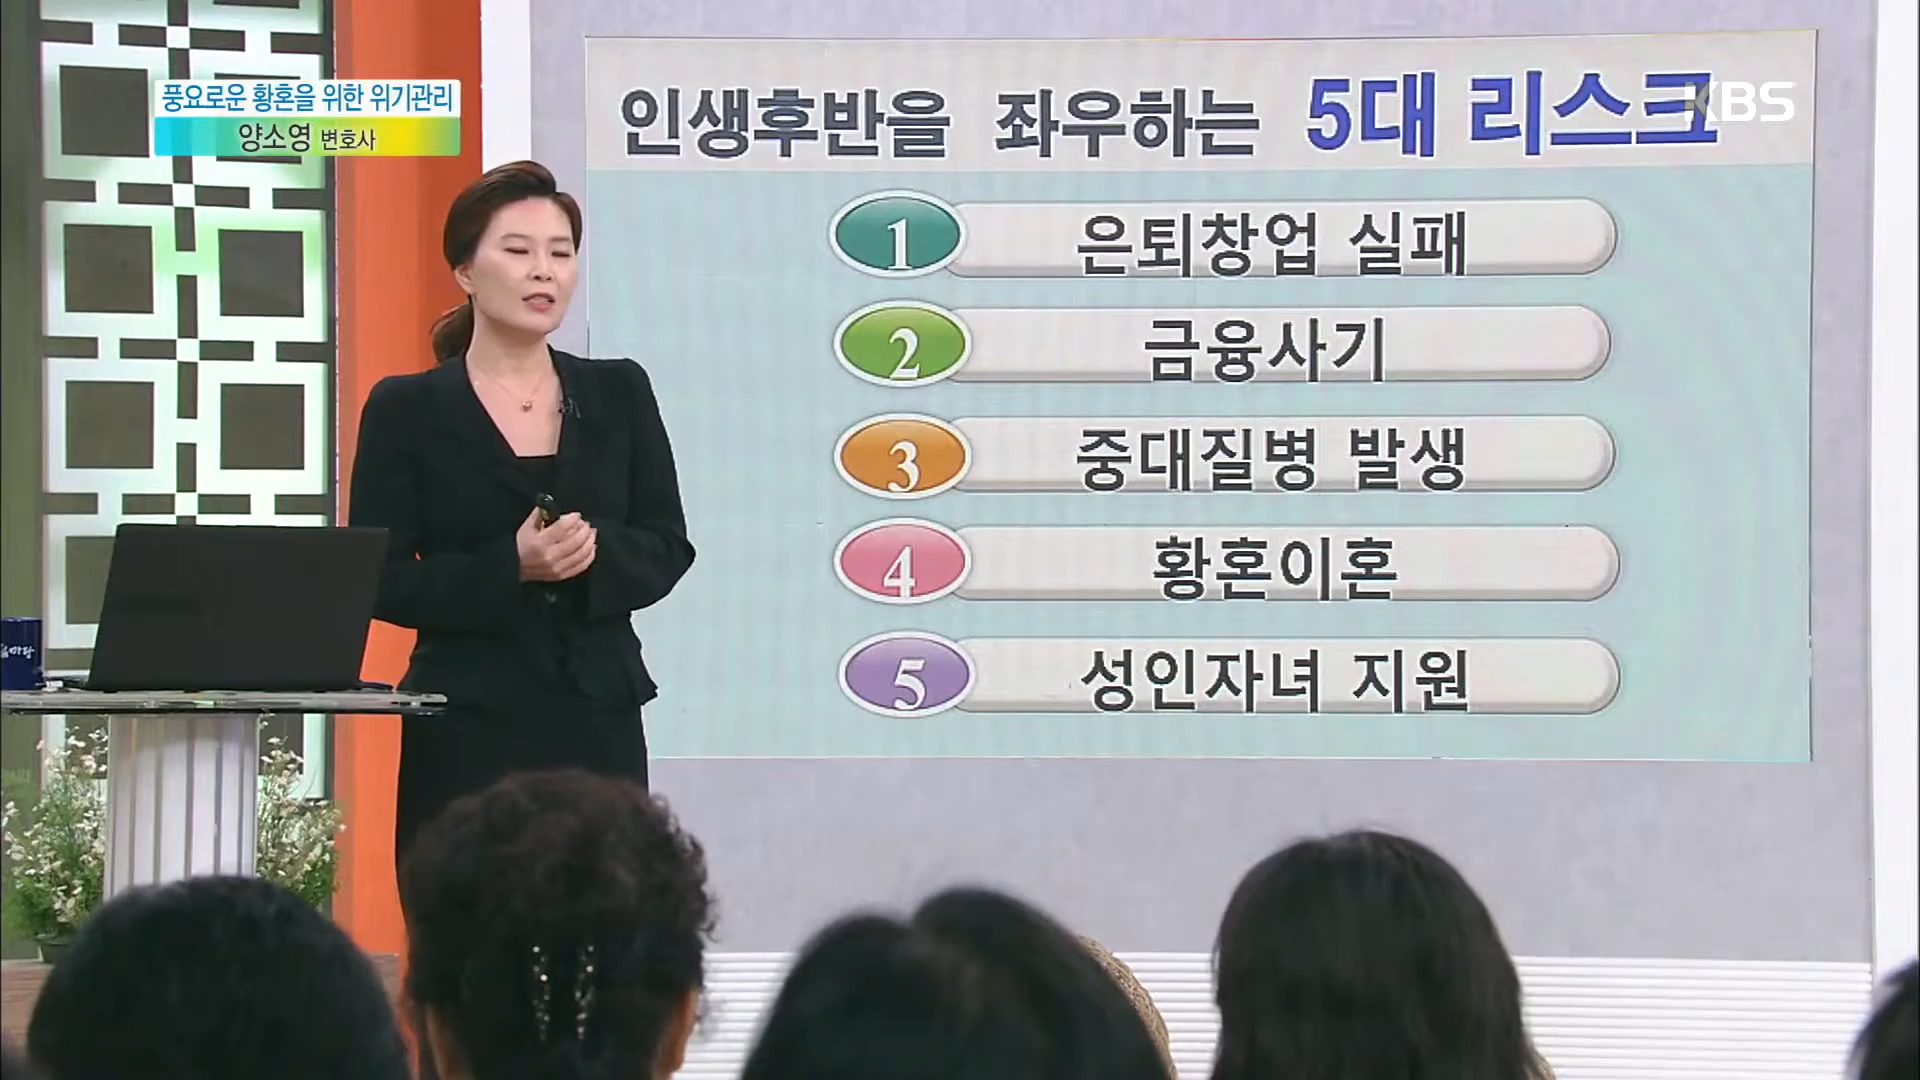 풍요로운 황혼을 위한 위기관리
양소영 변호사
KBS
인생후반을 좌우하는 5대 리스크
1 은퇴창업 실패
2 금융사기
3 중대질병 발생
4 황혼이혼
5 성인자녀 지원
마당